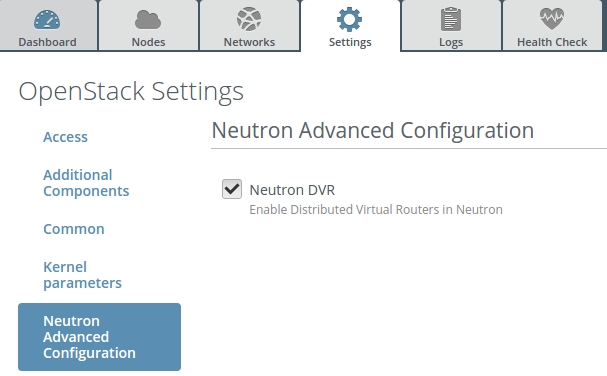 Dashboard
Nodes
Networks
Settings
Logs
Health Check
OpenStack Settings
Access
Additional
Components
Common
Kernel
parameters
Neutron
Advanced
Configuration
Neutron Advanced Configuration
Neutron DVR
Enable Distributed Virtual Routers in Neutron